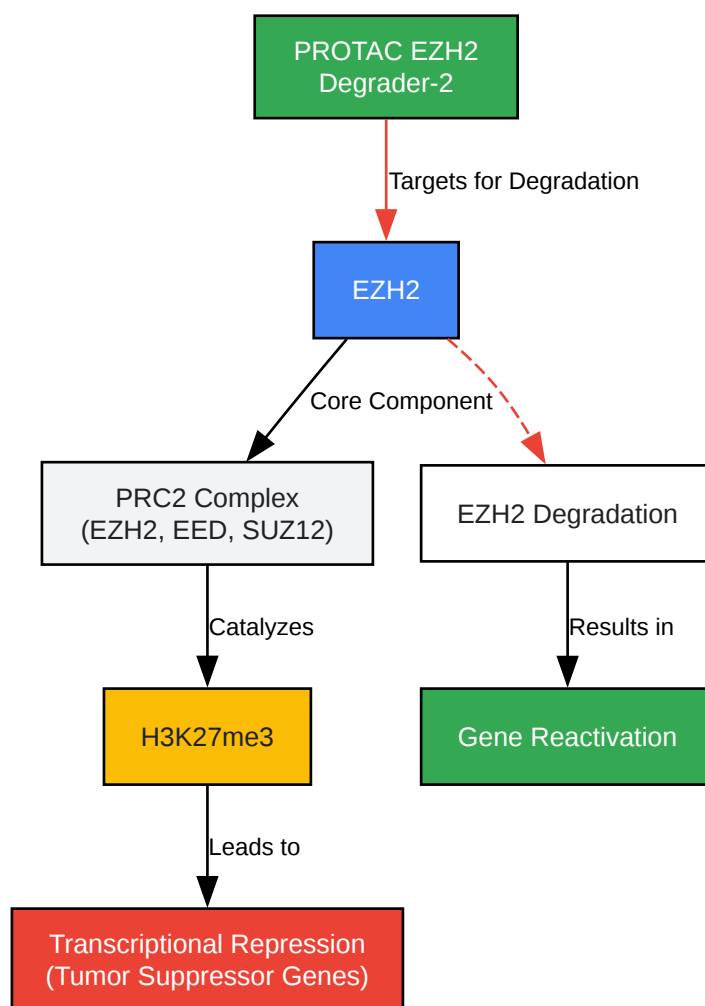 PROTAC EZH2
Degrader-2
Targets for Degradation
EZH2
Core Component
PRC2 Complex
(EZH2, EED, SUZ12)
EZH2 Degradation
Catalyzes
Results in
H3K27me3
Gene Reactivation
Leads to
Transcriptional Repression
(Tumor Suppressor Genes)